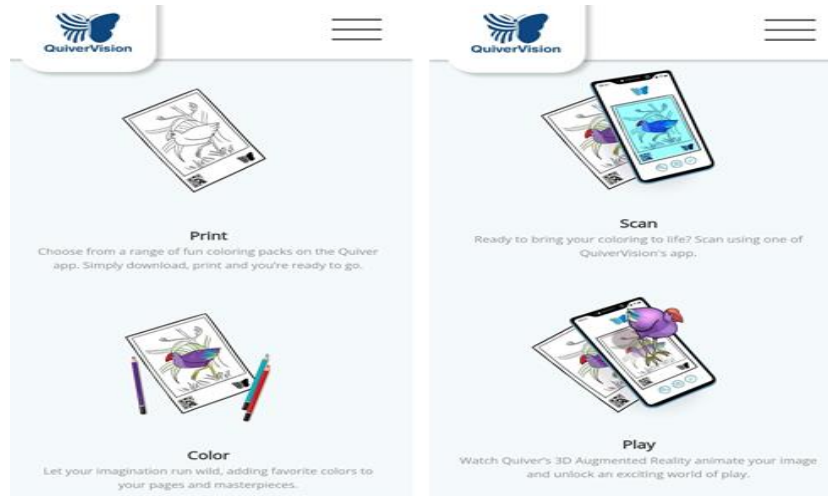 QuiverVision
Print
Choose from a range of fun coloring packs on the Quiver
app. Simply download, print and you're ready to go.
Color
Let your imagination run wild, adding favorite colors to
your pages and masterpieces.
QuiverVision
Scan
Ready to bring your coloring to life? Scan using one of
QuiverVision's app.
Play
Watch Quiver's 3D Augmented Reality animate your image
and unlock an exciting world of play.